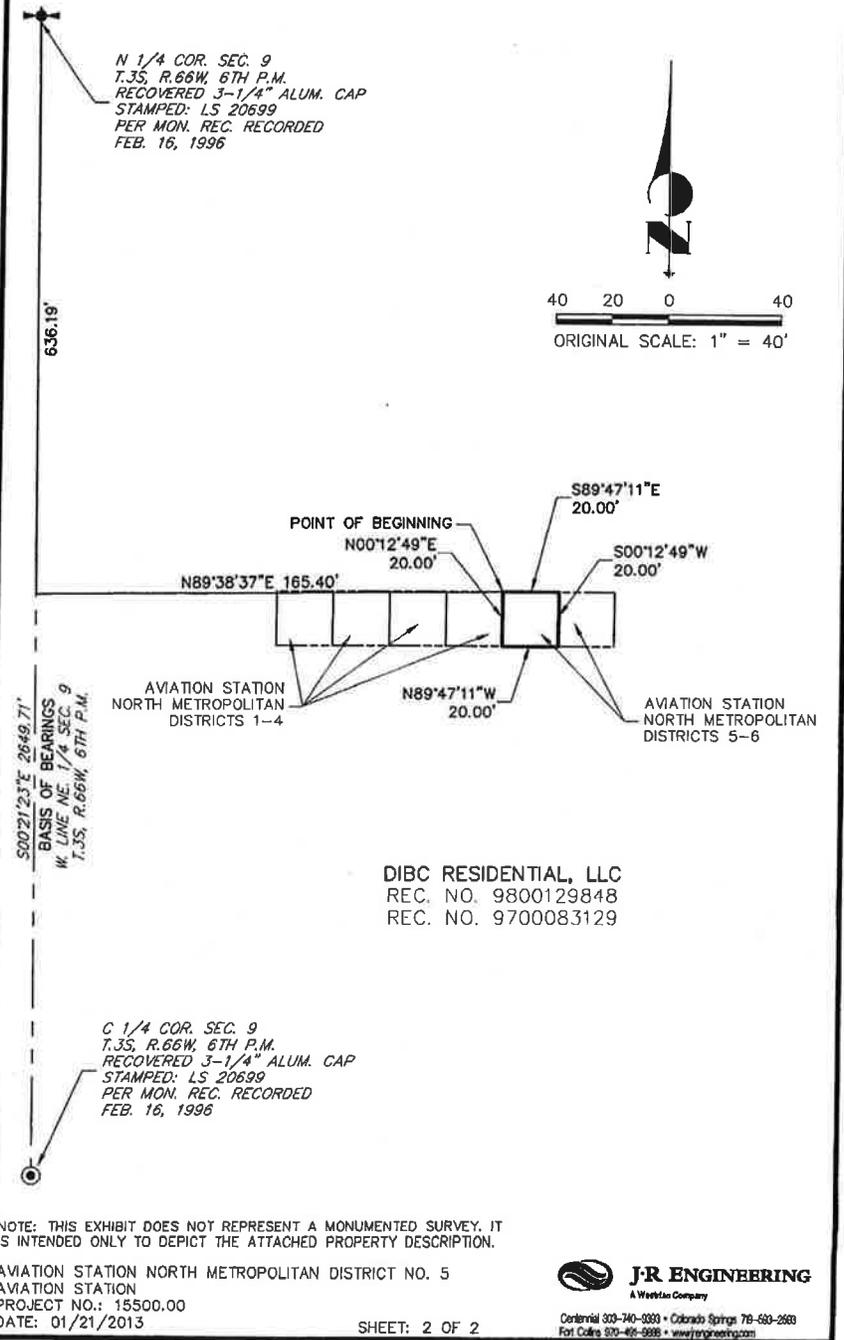 N 1/4 COR. SEC. 9
T.3S, R.66W, 6TH P.M.
RECOVERED 3-1/4" ALUM. CAP
STAMPED: LS 20699
PER MON. REC. RECORDED
FEB. 16, 1996
N
40 20 0 40
ORIGINAL SCALE: 1" = 40'
636.19'
S89°47'11"E
20.00'
POINT OF BEGINNING
N00°12'49"E
20.00'
S00°12'49"W
20.00'
N89°38'37"E 165.40'
AVIATION STATION
NORTH METROPOLITAN
DISTRICTS 1-4
N89°47'11"W
20.00'
AVIATION STATION
NORTH METROPOLITAN
DISTRICTS 5-6
S00°21'23"E 2649.71'
BASIS OF BEARINGS
W. LINE NE. 1/4 SEC. 9
T.3S, R.66W, 6TH P.M.
DIBC RESIDENTIAL, LLC
REC. NO. 9800129848
REC. NO. 9700083129
C 1/4 COR. SEC. 9
T.3S, R.66W, 6TH P.M.
RECOVERED 3-1/4" ALUM. CAP
STAMPED: LS 20699
PER MON. REC. RECORDED
FEB. 16, 1996
NOTE: THIS EXHIBIT DOES NOT REPRESENT A MONUMENTED SURVEY. IT
IS INTENDED ONLY TO DEPICT THE ATTACHED PROPERTY DESCRIPTION.
AVIATION STATION NORTH METROPOLITAN DISTRICT NO. 5
AVIATION STATION
PROJECT NO.: 15500.00
DATE: 01/21/2013
SHEET: 2 OF 2
J·R ENGINEERING
A Westrian Company
Centennial 303-740-9393 • Colorado Springs 719-593-2593
Fort Collins 970-491-9888 • www.jrengineering.com